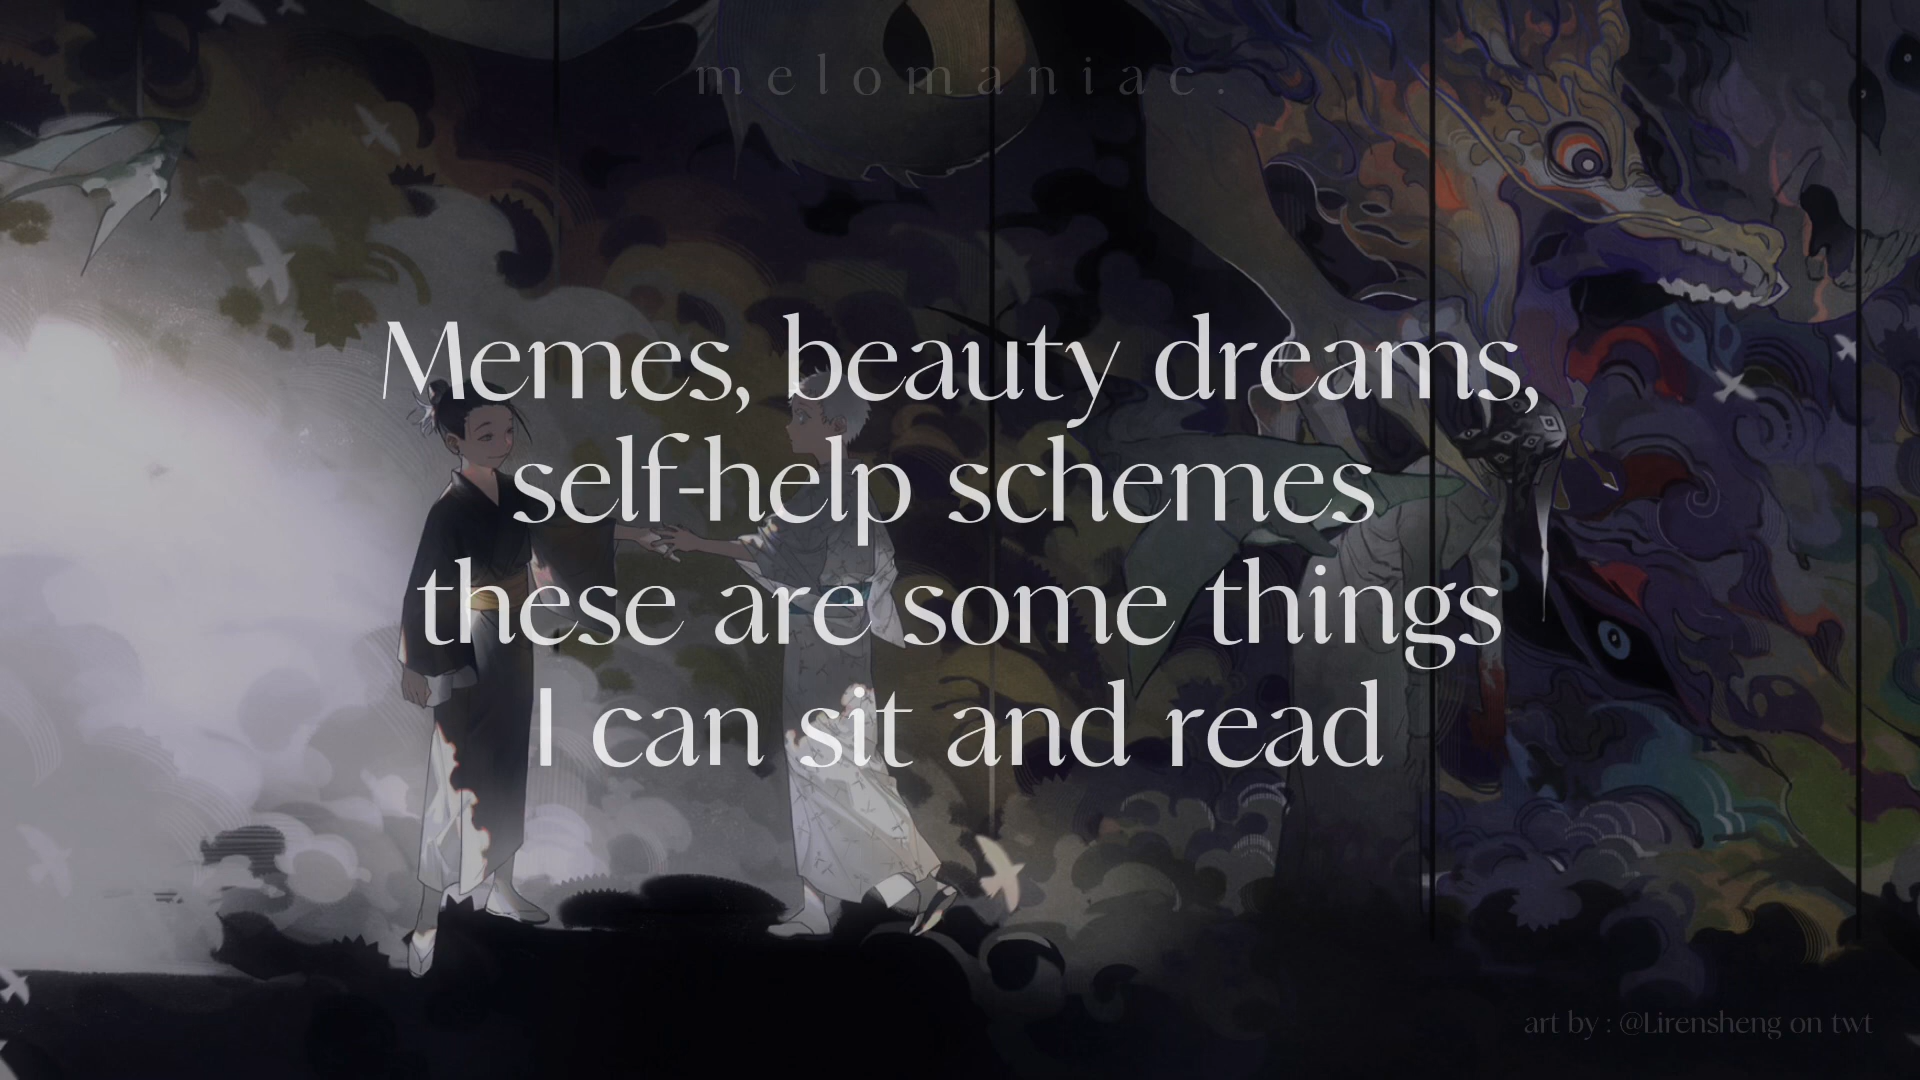 melomaniac.
Memes, beauty dreams,
self-help schemes
these are some things
I can sit and read
art by : @Lirensheng on twt